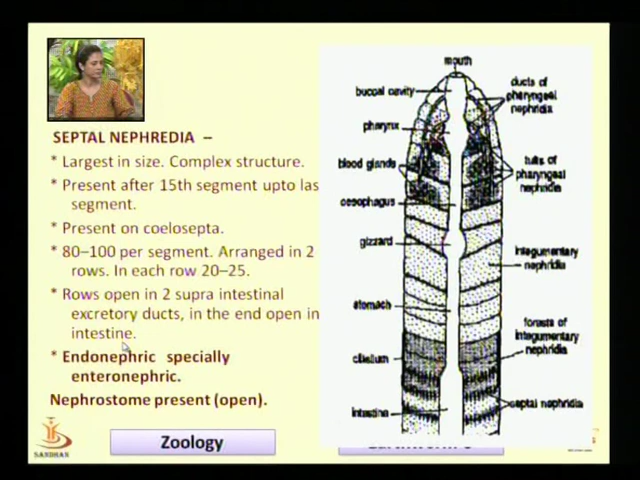 SEPTAL NEPHREDIA –
* Largest in size. Complex structure.
* Present after 15th segment upto las
segment.
* Present on coelosepta.
* 80–100 per segment. Arranged in 2
rows. In each row 20–25.
* Rows open in 2 supra intestinal
excretory ducts, in the end open in
intestine.
* Endonephric specially
enteronephric.
Nephrostome present (open).
mouth
buccal cavity
pharynx
blood glands
oesophagus
gizzard
stomach
intestine
ducts of
pharyngeal
nephridia
tufts of
pharyngeal
nephridia
integumentary
nephridia
forests of
integumentary
nephridia
septal nephridia
SANDHAN
Zoology